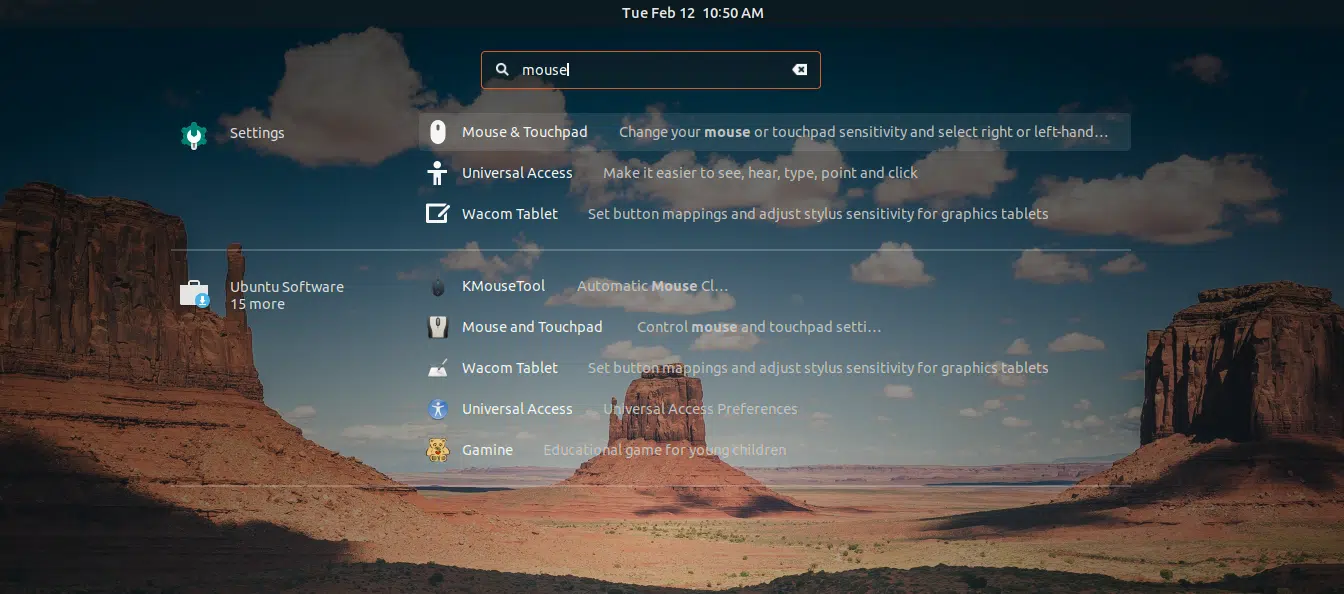 Tue Feb 12 10:50 AM
mouse
Settings
Mouse & Touchpad Change your mouse or touchpad sensitivity and select right or left-hand…
Universal Access Make it easier to see, hear, type, point and click
Wacom Tablet Set button mappings and adjust stylus sensitivity for graphics tablets
Ubuntu Software
15 more
KMouseTool Automatic Mouse Cl…
Mouse and Touchpad Control mouse and touchpad setti…
Wacom Tablet Set button mappings and adjust stylus sensitivity for graphics tablets
Universal Access Universal Access Preferences
Gamine Educational game for young children